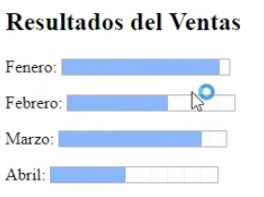 Resultados del Ventas
Fenero:
Febrero:
Marzo:
Abril: